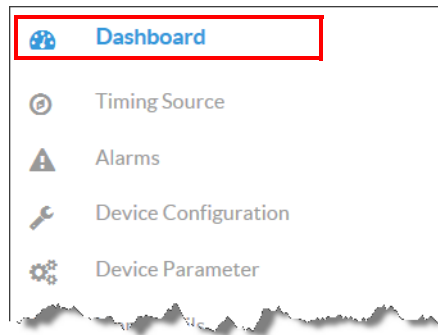 Dashboard
Timing Source
Alarms
Device Configuration
Device Parameter